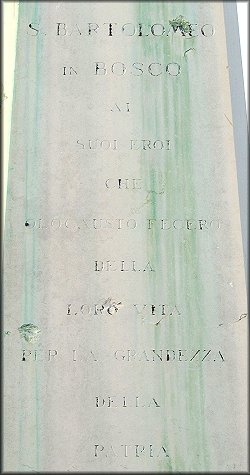 S. BARTOLOMEO
IN BOSCO
AI
SUOI EROI
CHE
OLOCAUSTO FECERO
DELLA
LORO VITA
PER LA GRANDEZZA
DELLA
PATRIA